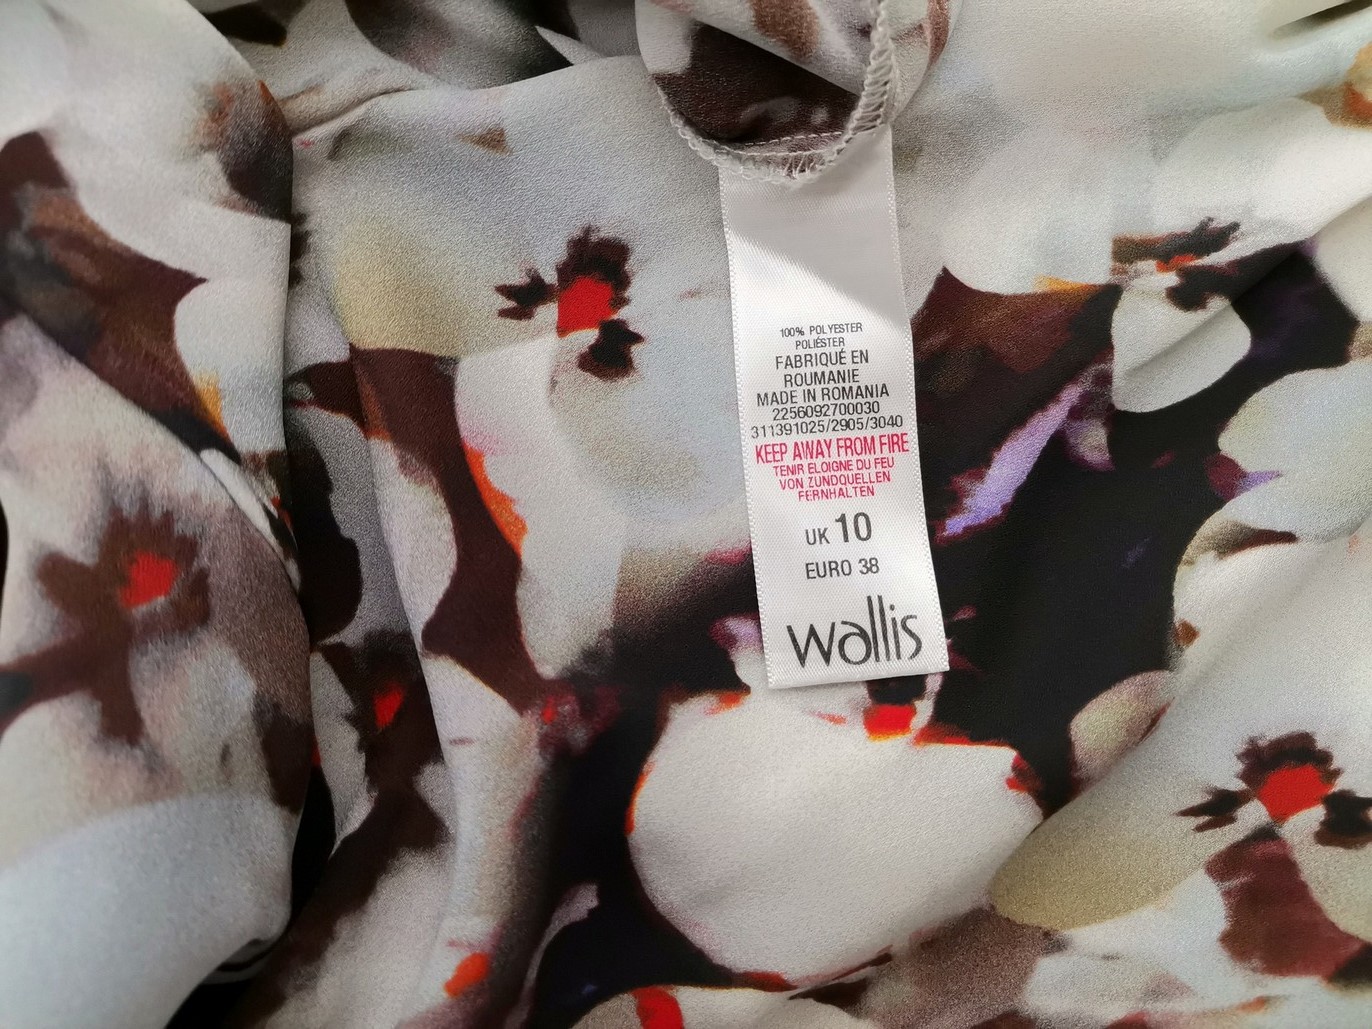 100% POLYESTER
POLIÉSTER
FABRIQUÉ EN
ROUMANIE
MADE IN ROMANIA
2256092700030
311391025/2905/3040
KEEP AWAY FROM FIRE
TENIR ELOIGNE DU FEU
VON ZUNDQUELLEN
FERNHALTEN
UK 10
EURO 38
wallis